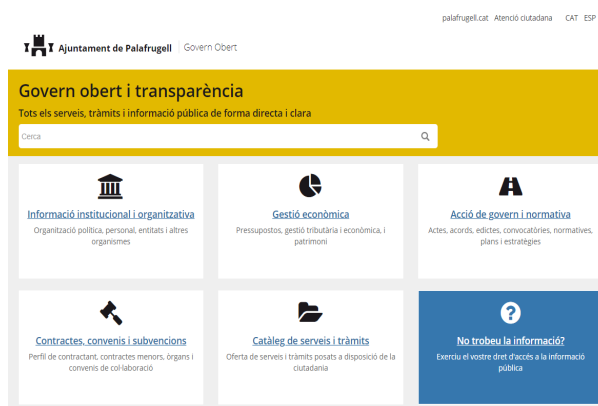 palafrugell.cat Atenció ciutadana CAT ESP
Ajuntament de Palafrugell Govern Obert
Govern obert i transparència
Tots els serveis, tràmits i informació pública de forma directa i clara
Cerca
Informació institucional i organitzativa
Organització política, personal, entitats i altres
organismes
Gestió econòmica
Pressupostos, gestió tributària i econòmica, i
patrimoni
Acció de govern i normativa
Actes, acords, edictes, convocatòries, normatives,
plans i estratègies
Contractes, convenis i subvencions
Perfil de contractant, contractes menors, òrgans i
convenis de col·laboració
Catàleg de serveis i tràmits
Oferta de serveis i tràmits posats a disposició de la
ciutadania
No trobeu la informació?
Exerciu el vostre dret d'accés a la informació
pública